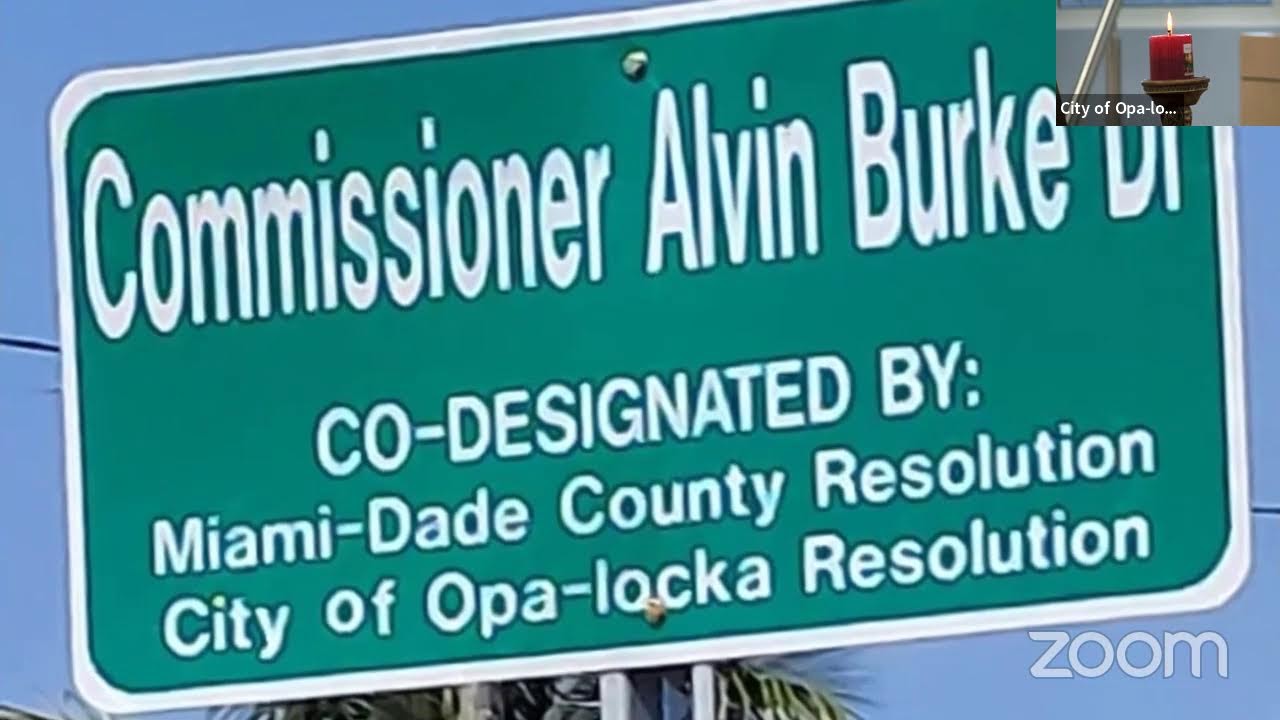 Commissioner Alvin Burke Dr
CO-DESIGNATED BY:
Miami-Dade County Resolution
City of Opa-locka Resolution
City of Opa-lo...
zoom